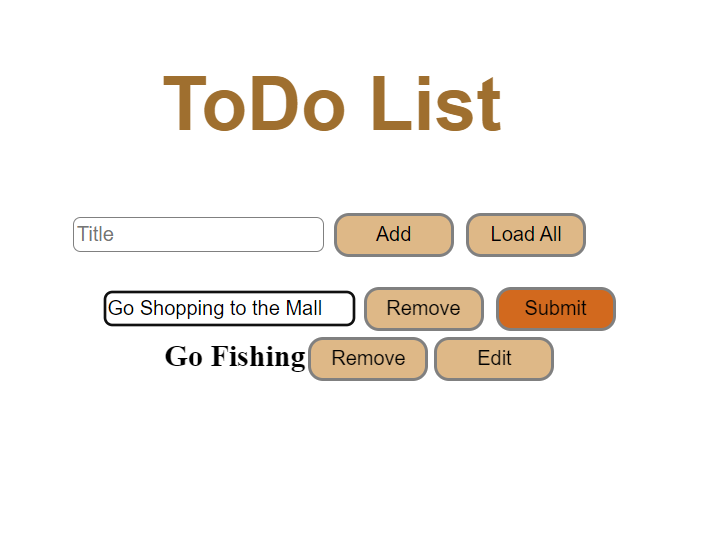 ToDo List
Title Add Load All
Go Shopping to the Mall Remove Submit
Go Fishing Remove Edit